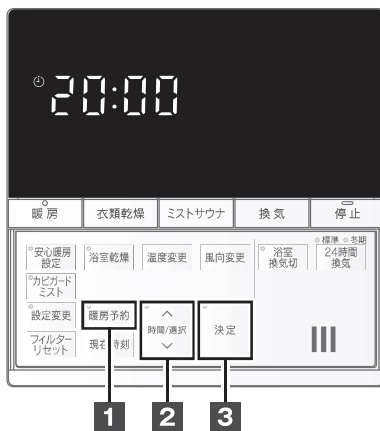 20:00
暖房 衣類乾燥 ミストサウナ 換気 停止
標準 冬期
安心暖房 浴室乾燥 温度変更 風向変更 浴室 24時間
設定 換気切 換気
カビガード
ミスト
設定変更 暖房予約 時間/選択 決定
フィルター 現在時刻
リセット
1 2 3